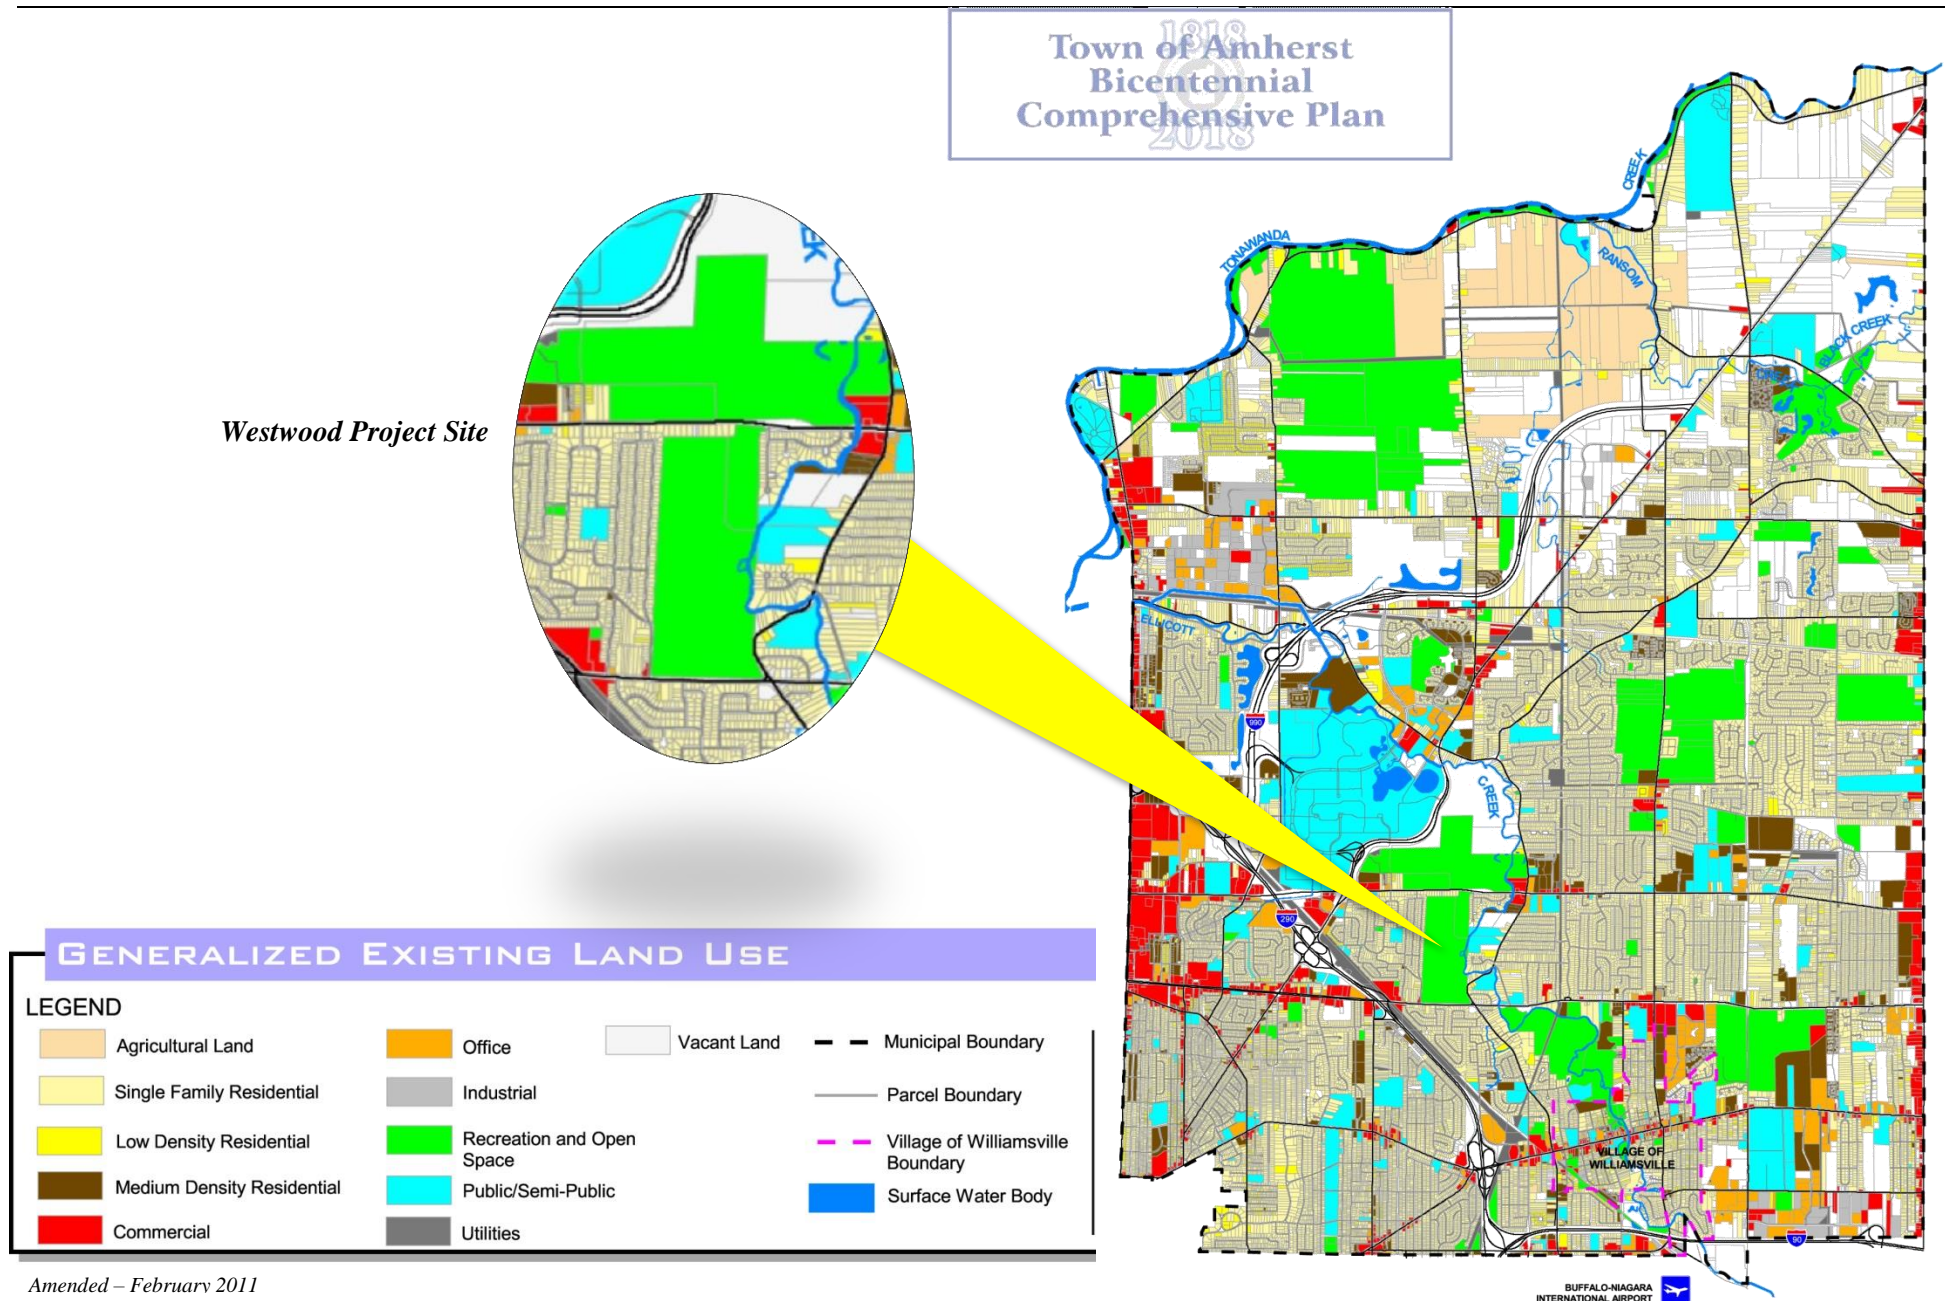 1818
Town of Amherst
Bicentennial
Comprehensive Plan
2018
Westwood Project Site
EK
TONAWANDA
CREEK
RANSOM
BLACK CREEK
ELLICOTT
990
CREEK
290
VILLAGE OF
WILLIAMSVILLE
90
BUFFALO-NIAGARA
INTERNATIONAL AIRPORT
GENERALIZED EXISTING LAND USE
LEGEND
Agricultural Land
Single Family Residential
Low Density Residential
Medium Density Residential
Commercial
Office
Industrial
Recreation and Open
Space
Public/Semi-Public
Utilities
Vacant Land
Municipal Boundary
Parcel Boundary
Village of Williamsville
Boundary
Surface Water Body
Amended – February 2011